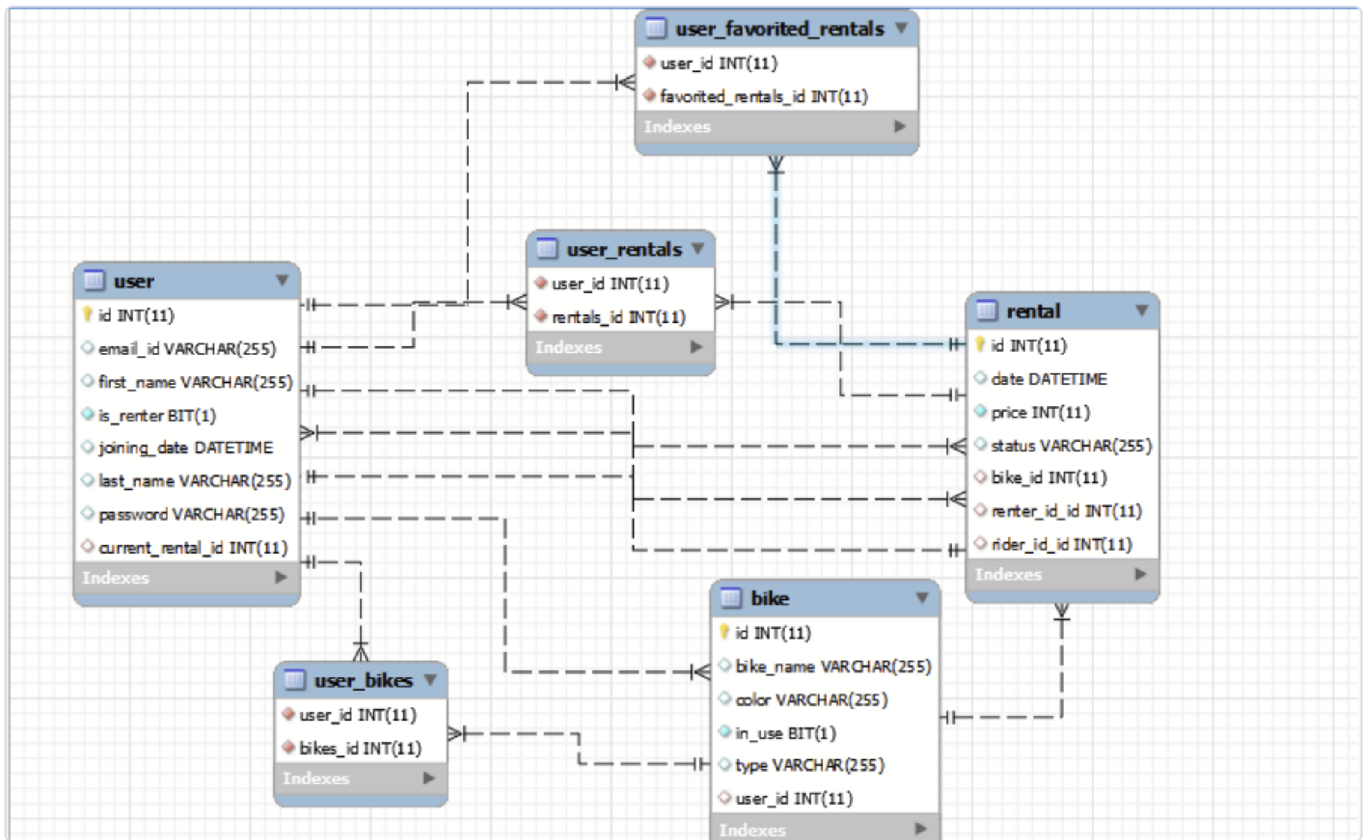 user_favorited_rentals
user_id INT(11)
favorited_rentals_id INT(11)
Indexes
user_rentals
user_id INT(11)
rentals_id INT(11)
Indexes
user
id INT(11)
email_id VARCHAR(255)
first_name VARCHAR(255)
is_renter BIT(1)
joining_date DATETIME
last_name VARCHAR(255)
password VARCHAR(255)
current_rental_id INT(11)
Indexes
rental
id INT(11)
date DATETIME
price INT(11)
status VARCHAR(255)
bike_id INT(11)
renter_id_id INT(11)
rider_id_id INT(11)
Indexes
bike
id INT(11)
bike_name VARCHAR(255)
color VARCHAR(255)
in_use BIT(1)
type VARCHAR(255)
user_id INT(11)
Indexes
user_bikes
user_id INT(11)
bikes_id INT(11)
Indexes